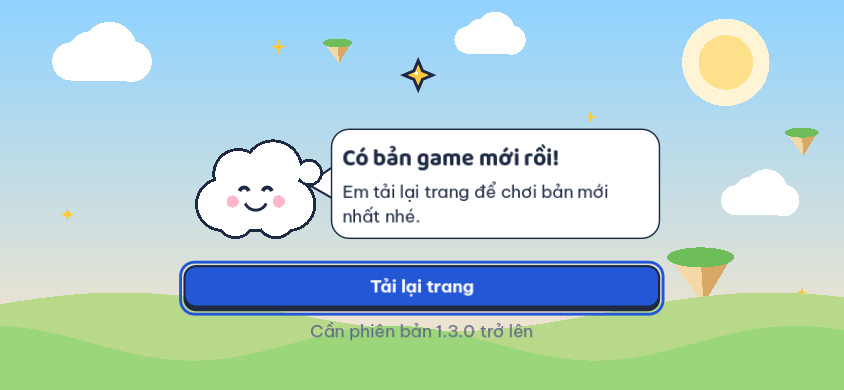 Có bản game mới rồi!
Em tải lại trang để chơi bản mới
nhất nhé.
Tải lại trang
Cần phiên bản 1.3.0 trở lên